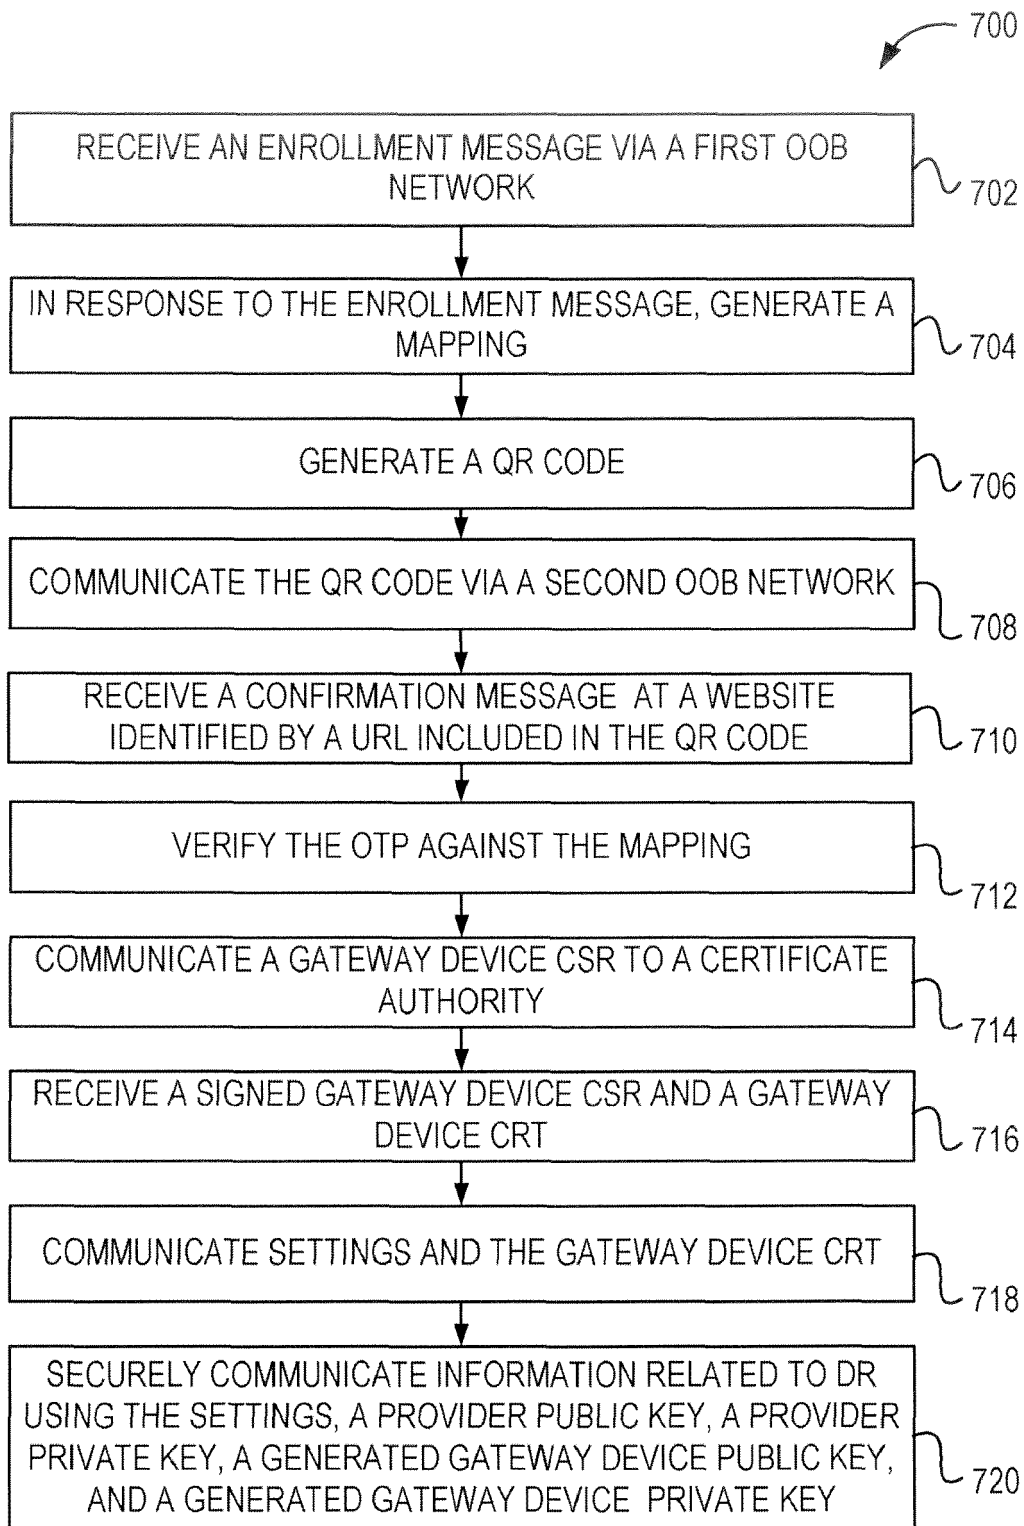 700
RECEIVE AN ENROLLMENT MESSAGE VIA A FIRST OOB
NETWORK
702
IN RESPONSE TO THE ENROLLMENT MESSAGE, GENERATE A
MAPPING
704
GENERATE A QR CODE
706
COMMUNICATE THE QR CODE VIA A SECOND OOB NETWORK
708
RECEIVE A CONFIRMATION MESSAGE AT A WEBSITE
IDENTIFIED BY A URL INCLUDED IN THE QR CODE
710
VERIFY THE OTP AGAINST THE MAPPING
712
COMMUNICATE A GATEWAY DEVICE CSR TO A CERTIFICATE
AUTHORITY
714
RECEIVE A SIGNED GATEWAY DEVICE CSR AND A GATEWAY
DEVICE CRT
716
COMMUNICATE SETTINGS AND THE GATEWAY DEVICE CRT
718
SECURELY COMMUNICATE INFORMATION RELATED TO DR
USING THE SETTINGS, A PROVIDER PUBLIC KEY, A PROVIDER
PRIVATE KEY, A GENERATED GATEWAY DEVICE PUBLIC KEY,
AND A GENERATED GATEWAY DEVICE PRIVATE KEY
720